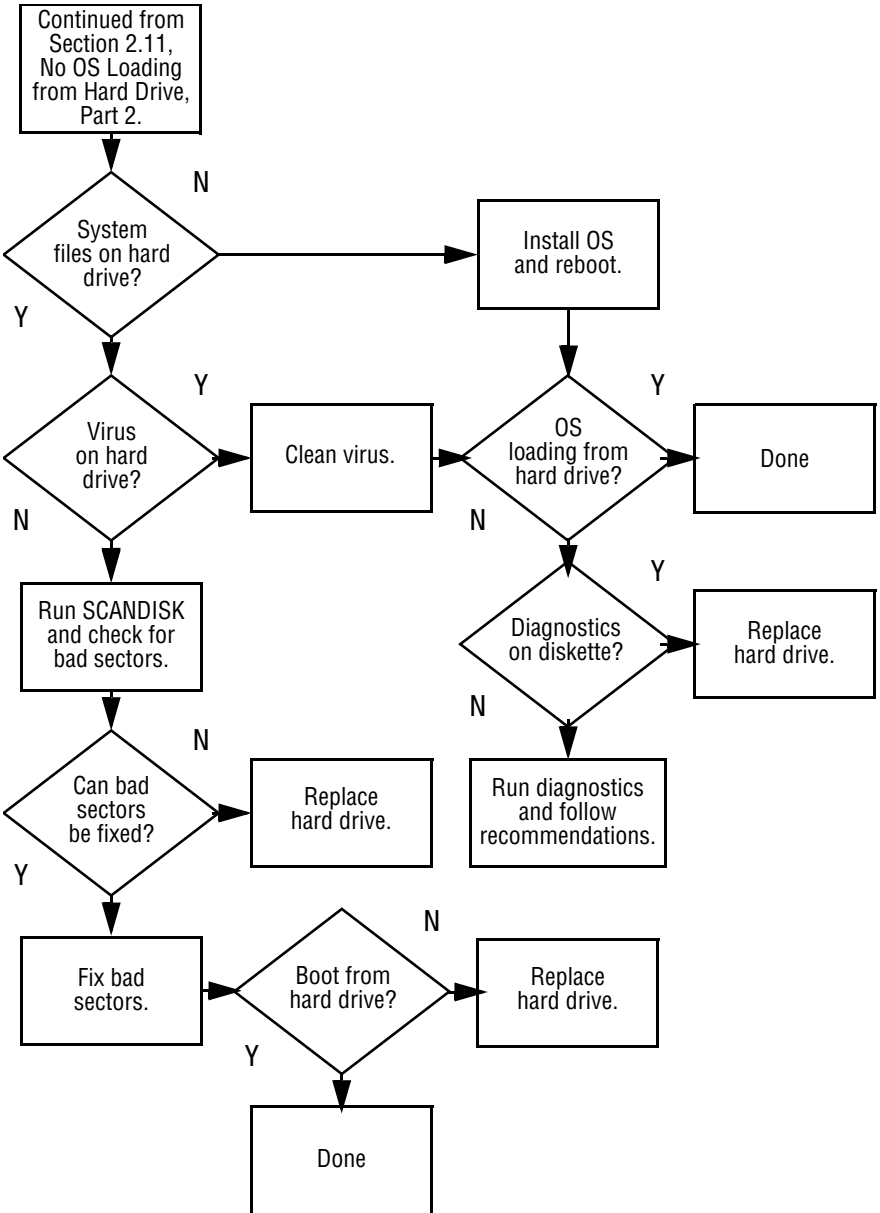 Continued from
Section 2.11,
No OS Loading
from Hard Drive,
Part 2.
N
System
files on hard
drive?
Install OS
and reboot.
Y
Y
Y
Virus
on hard
drive?
Clean virus.
OS
loading from
hard drive?
Done
N
N
Y
Run SCANDISK
and check for
bad sectors.
Diagnostics
on diskette?
Replace
hard drive.
N
N
Can bad
sectors
be fixed?
Replace
hard drive.
Run diagnostics
and follow
recommendations.
Y
N
Fix bad
sectors.
Boot from
hard drive?
Replace
hard drive.
Y
Done